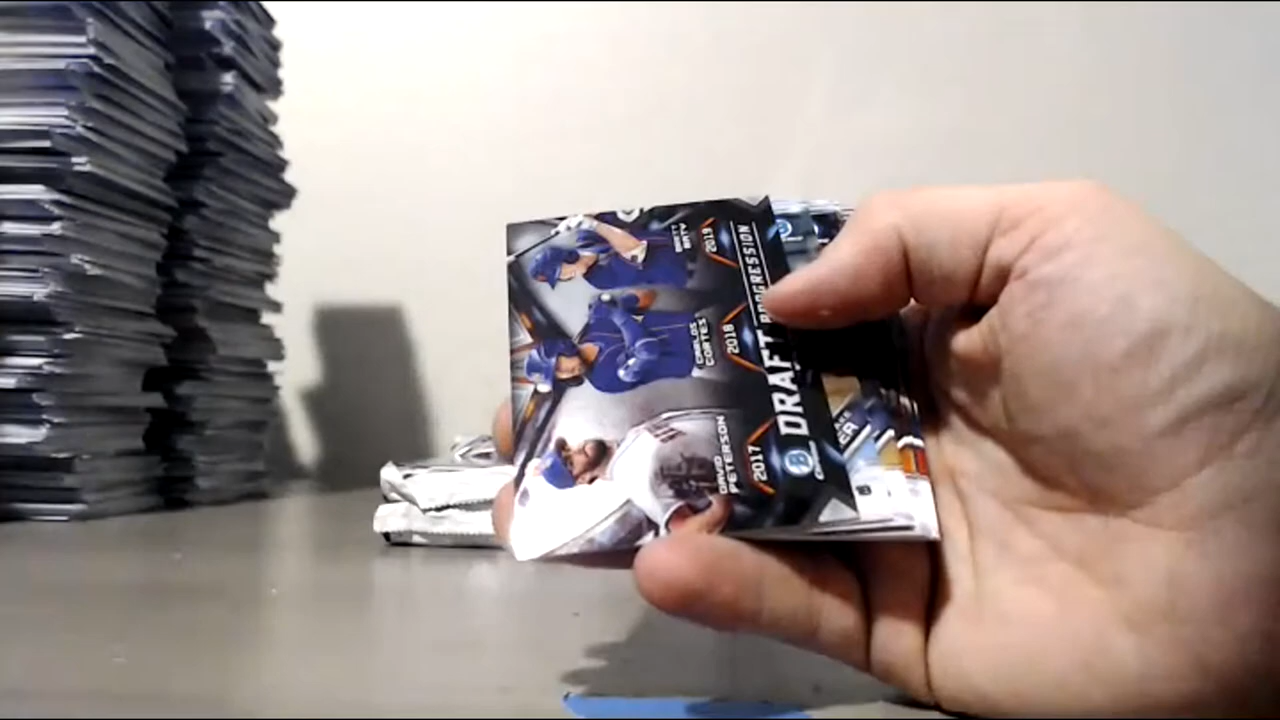 DAVID
PETERSON
2017
CARLOS
CORTES
2018
BRETT
BATY
2019
DRAFT PROGRESSION